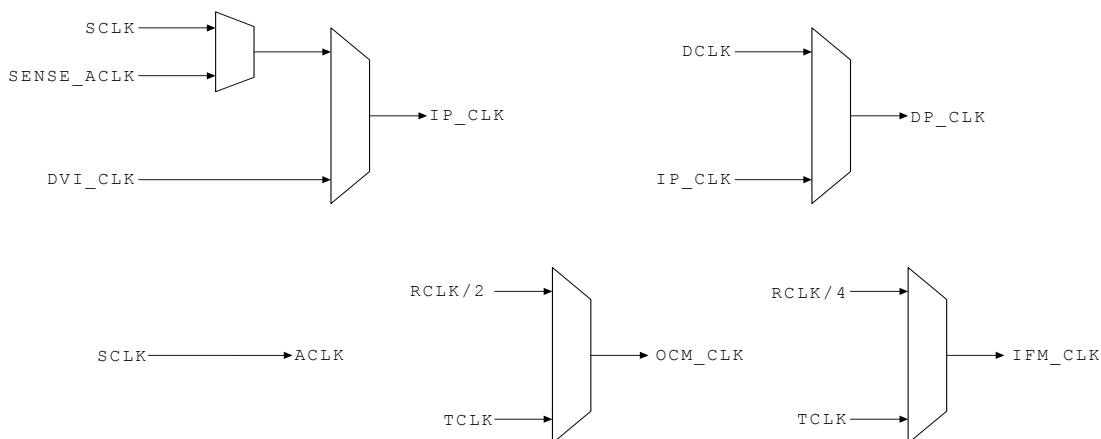 SCLK
SENSE_ACLK
IP_CLK
DVI_CLK
DCLK
DP_CLK
IP_CLK
RCLK/2
SCLK
ACLK
OCM_CLK
TCLK
RCLK/4
IFM_CLK
TCLK